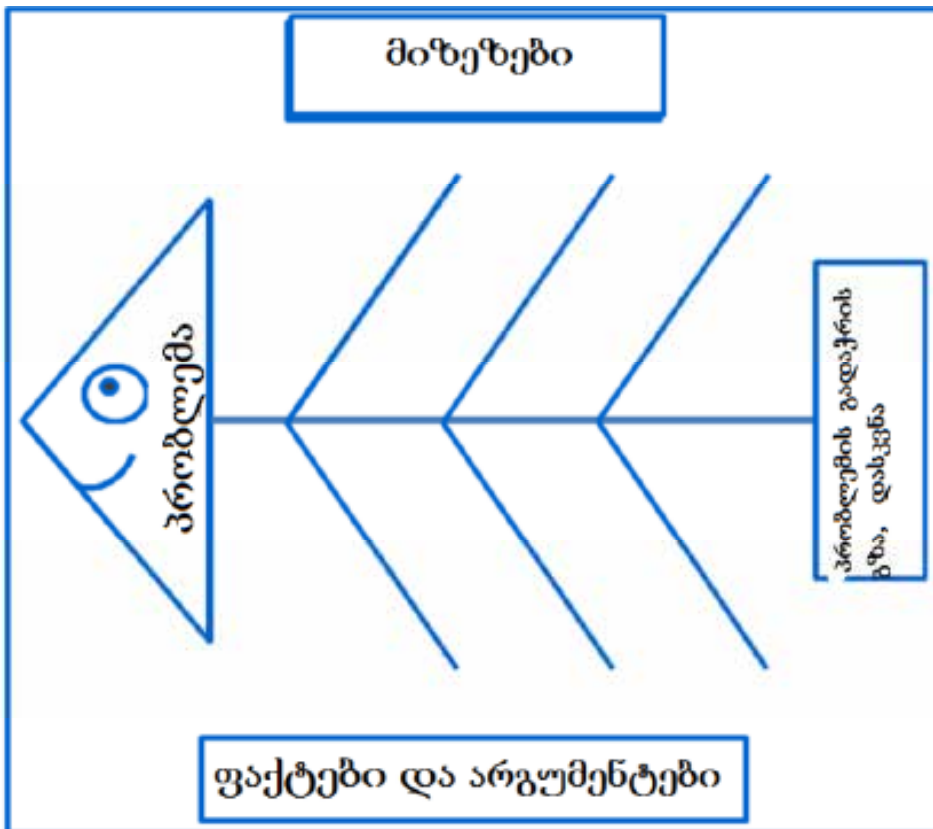 მიზეზები
პრობლემა
პრობლემის გადაჭრის
გზა, დასკვნა
ფაქტები და არგუმენტები